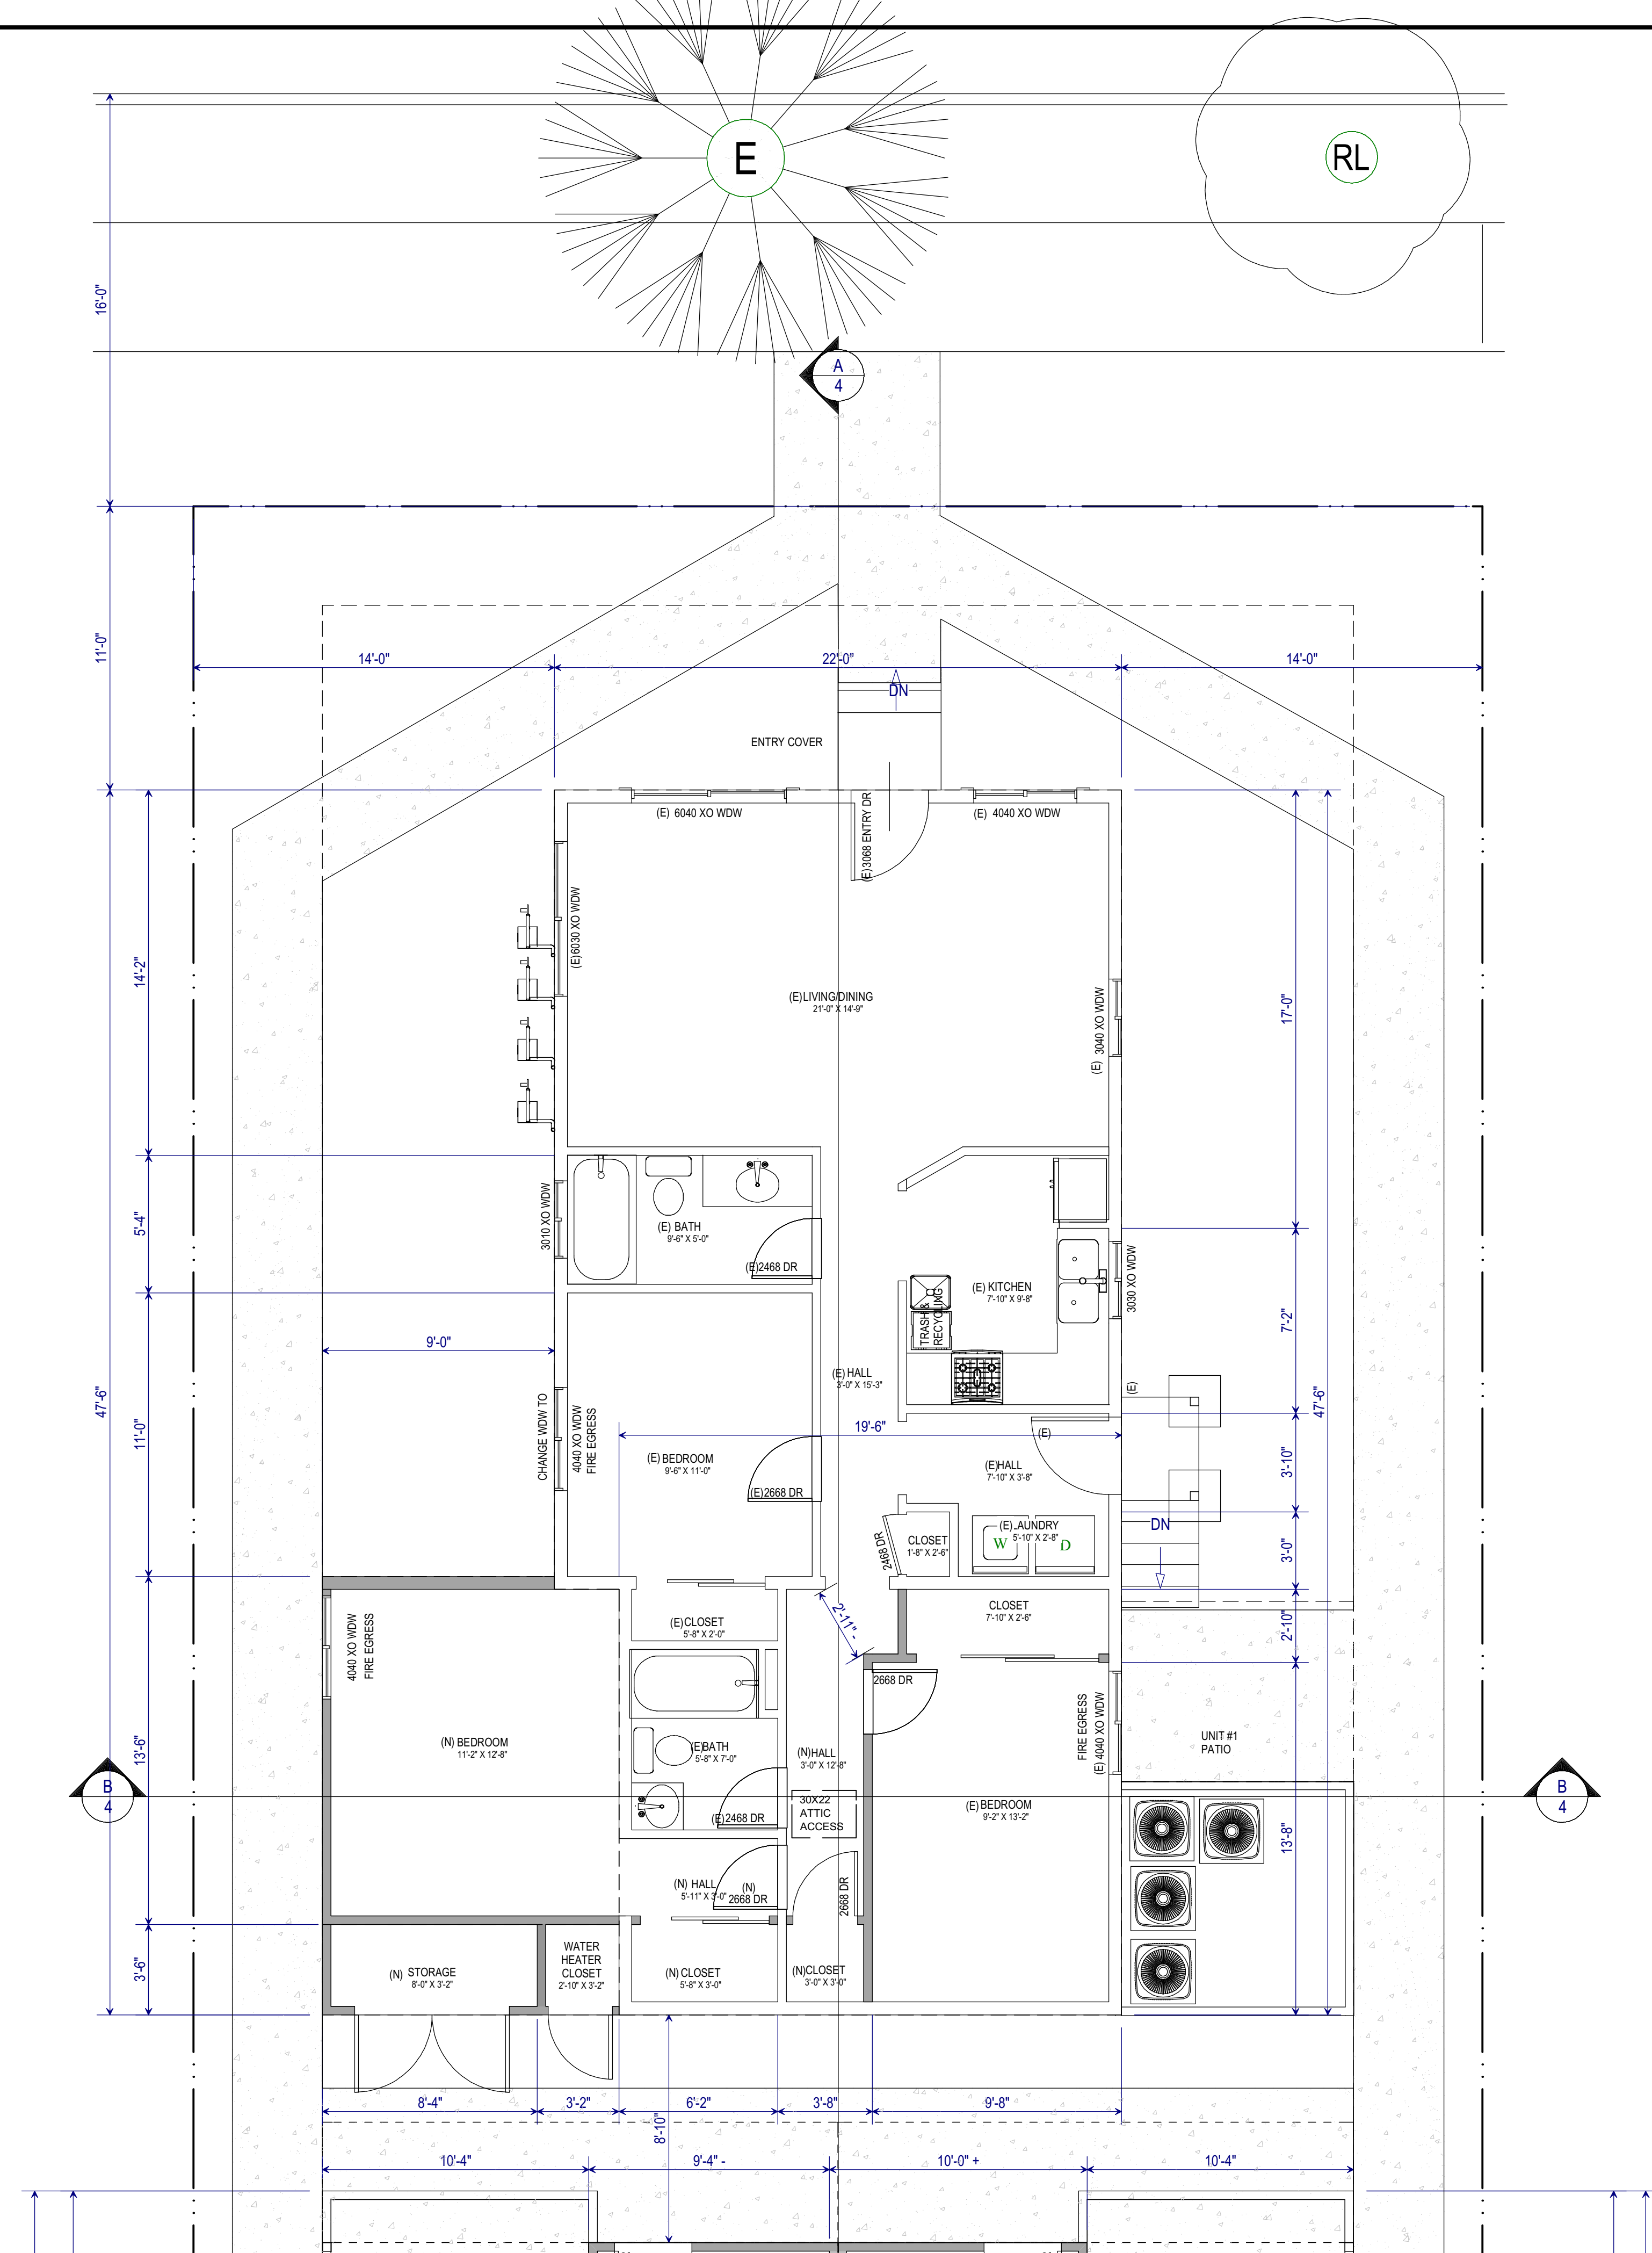 E
RL
16'-0"
A
4
11'-0"
14'-0"
22'-0"
14'-0"
DN
ENTRY COVER
(E) 6040 XO WDW
(E)3068 ENTRY DR
(E) 4040 XO WDW
(E)6030 XO WDW
14'-2"
(E)LIVING/DINING
21'-0" X 14'-9"
(E) 3040 XO WDW
17'-0"
3010 XO WDW
5'-4"
(E) BATH
9'-6" X 5'-0"
(E)2468 DR
(E) KITCHEN
7'-10" X 9'-8"
TRASH &
RECYCLING
3030 XO WDW
(E)
7'-2"
9'-0"
47'-6"
11'-0"
CHANGE WDW TO
4040 XO WDW
FIRE EGRESS
(E) HALL
3'-0" X 15'-3"
19'-6"
47'-6"
(E)
(E) BEDROOM
9'-6" X 11'-0"
(E)2668 DR
(E)HALL
7'-10" X 3'-8"
3'-10"
2468 DR
CLOSET
1'-8" X 2'-6"
(E) LAUNDRY
5'-10" X 2'-8"
W
D
DN
3'-0"
4040 XO WDW
FIRE EGRESS
(E)CLOSET
5'-8" X 2'-0"
2'-11" -
CLOSET
7'-10" X 2'-6"
2'-10"
2668 DR
13'-6"
(N) BEDROOM
11'-2" X 12'-8"
(E)BATH
5'-8" X 7'-0"
(N)HALL
3'-0" X 12'-8"
FIRE EGRESS
(E) 4040 XO WDW
UNIT #1
PATIO
B
4
B
4
30X22
ATTIC
ACCESS
(E)2468 DR
(E) BEDROOM
9'-2" X 13'-2"
13'-8"
(N) HALL
5'-11" X 3'-0"
(N)
2668 DR
2668 DR
3'-6"
(N) STORAGE
8'-0" X 3'-2"
WATER
HEATER
CLOSET
2'-10" X 3'-2"
(N) CLOSET
5'-8" X 3'-0"
(N)CLOSET
3'-0" X 3'-0"
8'-4"
3'-2"
6'-2"
3'-8"
9'-8"
8'-10"
10'-4"
9'-4" -
10'-0" +
10'-4"